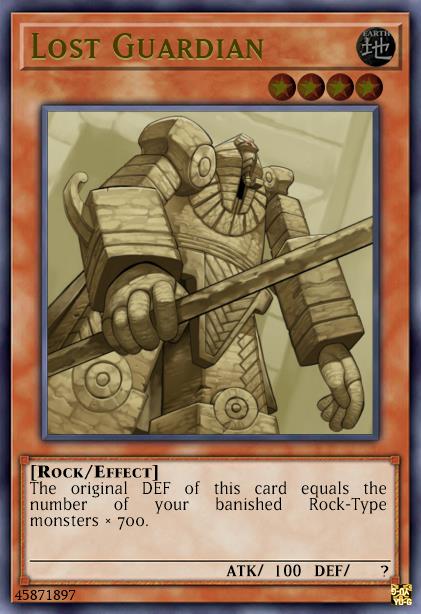 LOST GUARDIAN
EARTH
地
[ROCK/EFFECT]
The original DEF of this card equals the
number of your banished Rock-Type
monsters × 700.
ATK/ 100 DEF/ ?
45871897